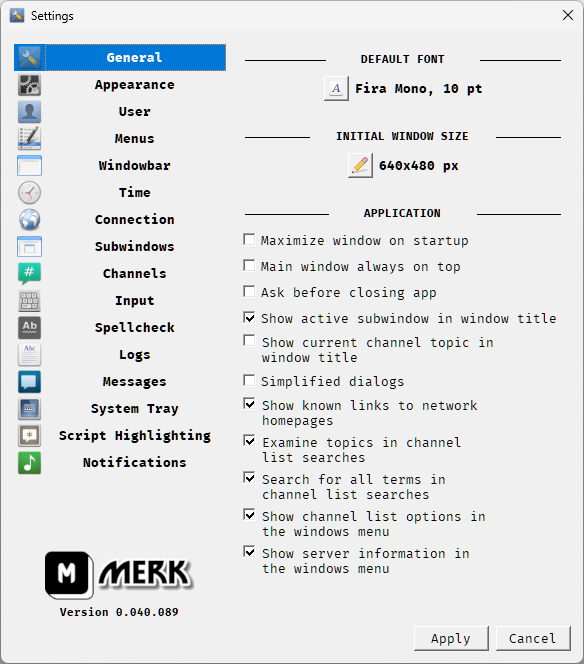 Settings
General
Appearance
User
Menus
Windowbar
Time
Connection
Subwindows
Channels
Input
Spellcheck
Logs
Messages
System Tray
Script Highlighting
Notifications
#
Ab
Abc
*
M MERK
Version 0.040.089
DEFAULT FONT
A Fira Mono, 10 pt
INITIAL WINDOW SIZE
640x480 px
APPLICATION
Maximize window on startup
Main window always on top
Ask before closing app
Show active subwindow in window title
Show current channel topic in
window title
Simplified dialogs
Show known links to network
homepages
Examine topics in channel
list searches
Search for all terms in
channel list searches
Show channel list options in
the windows menu
Show server information in
the windows menu
Apply
Cancel